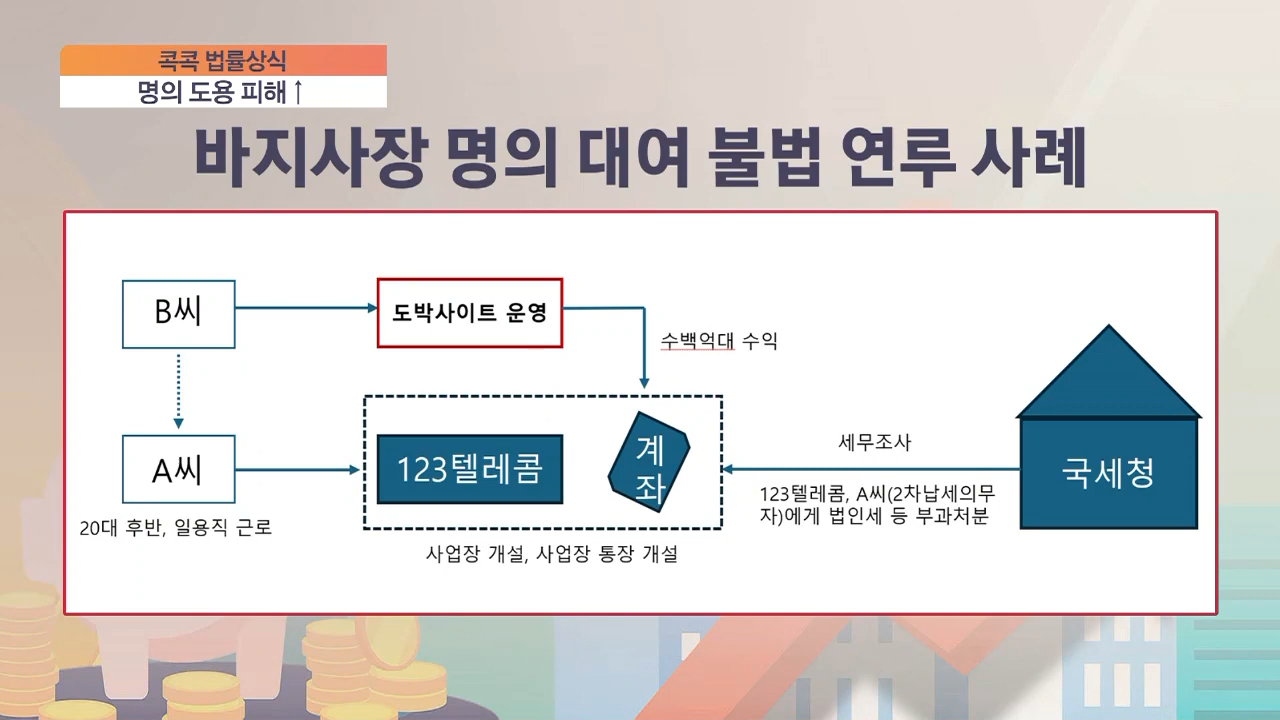 콕콕 법률상식
명의 도용 피해↑
바지사장 명의 대여 불법 연루 사례
B씨
도박사이트 운영
수백억대 수익
A씨
20대 후반, 일용직 근로
123텔레콤
계
좌
사업장 개설, 사업장 통장 개설
세무조사
123텔레콤, A씨(2차납세의무
자)에게 법인세 등 부과처분
국세청